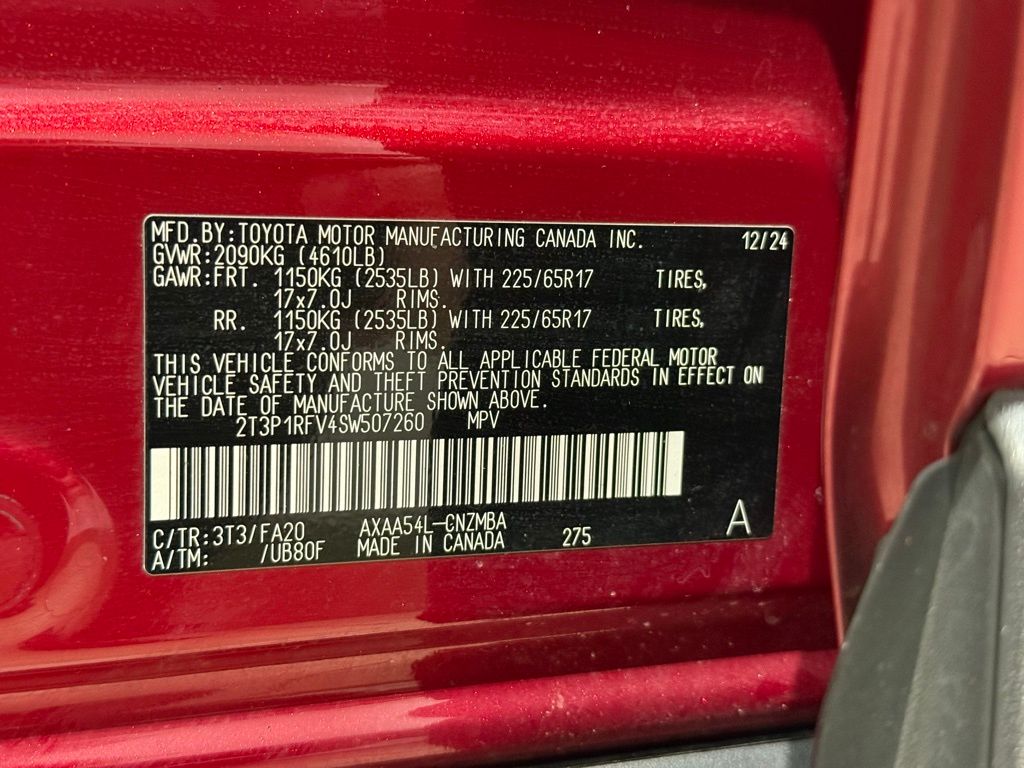 MFD.BY:TOYOTA MOTOR MANUFACTURING CANADA INC. 12/24
GVWR:2090KG (4610LB)
GAWR:FRT. 1150KG (2535LB) WITH 225/65R17 TIRES,
17x7.0J RIMS.
RR. 1150KG (2535LB) WITH 225/65R17 TIRES,
17x7.0J RIMS.
THIS VEHICLE CONFORMS TO ALL APPLICABLE FEDERAL MOTOR
VEHICLE SAFETY AND THEFT PREVENTION STANDARDS IN EFFECT ON
THE DATE OF MANUFACTURE SHOWN ABOVE.
2T3P1RFV4SW507260 MPV
C/TR:3T3/FA20 AXAA54L-CNZMBA 275 A
A/TM: /UB80F MADE IN CANADA